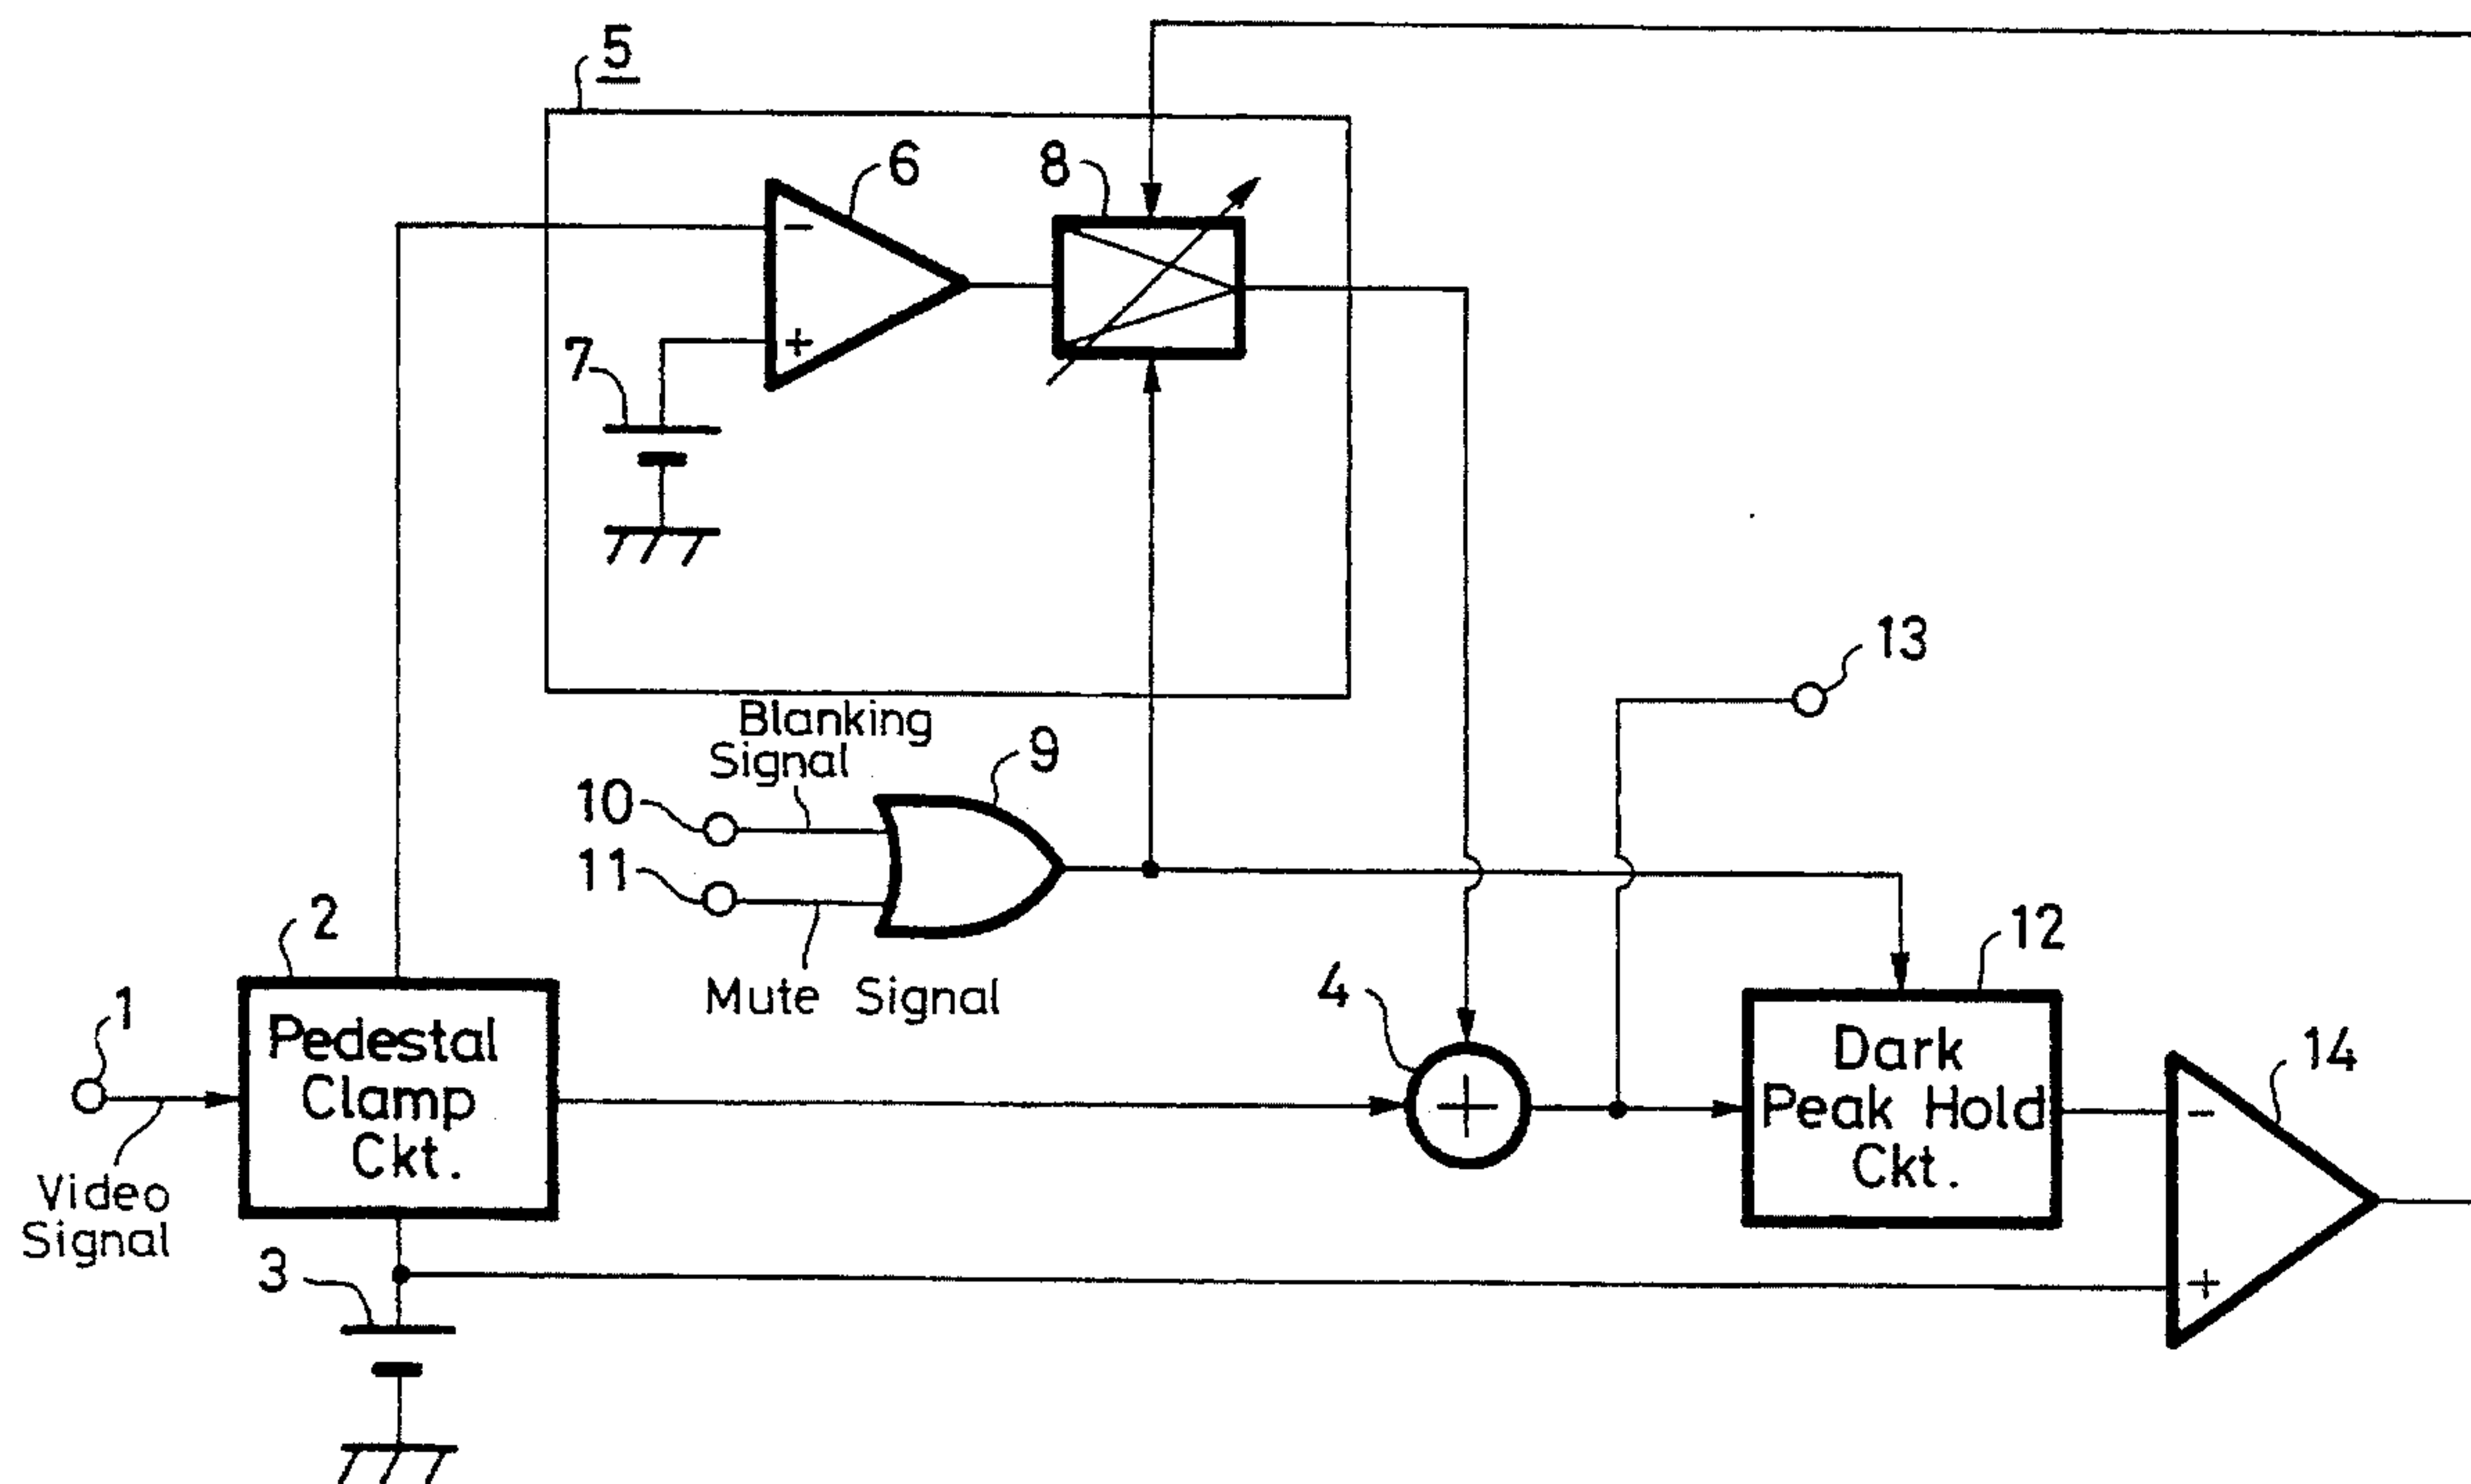 5
6
8
-
+
7
13
Blanking
Signal
9
10
11
Mute Signal
2
12
1
4
Pedestal
Clamp
Ckt.
+
Dark
Peak Hold
Ckt.
14
-
+
Video
Signal
3